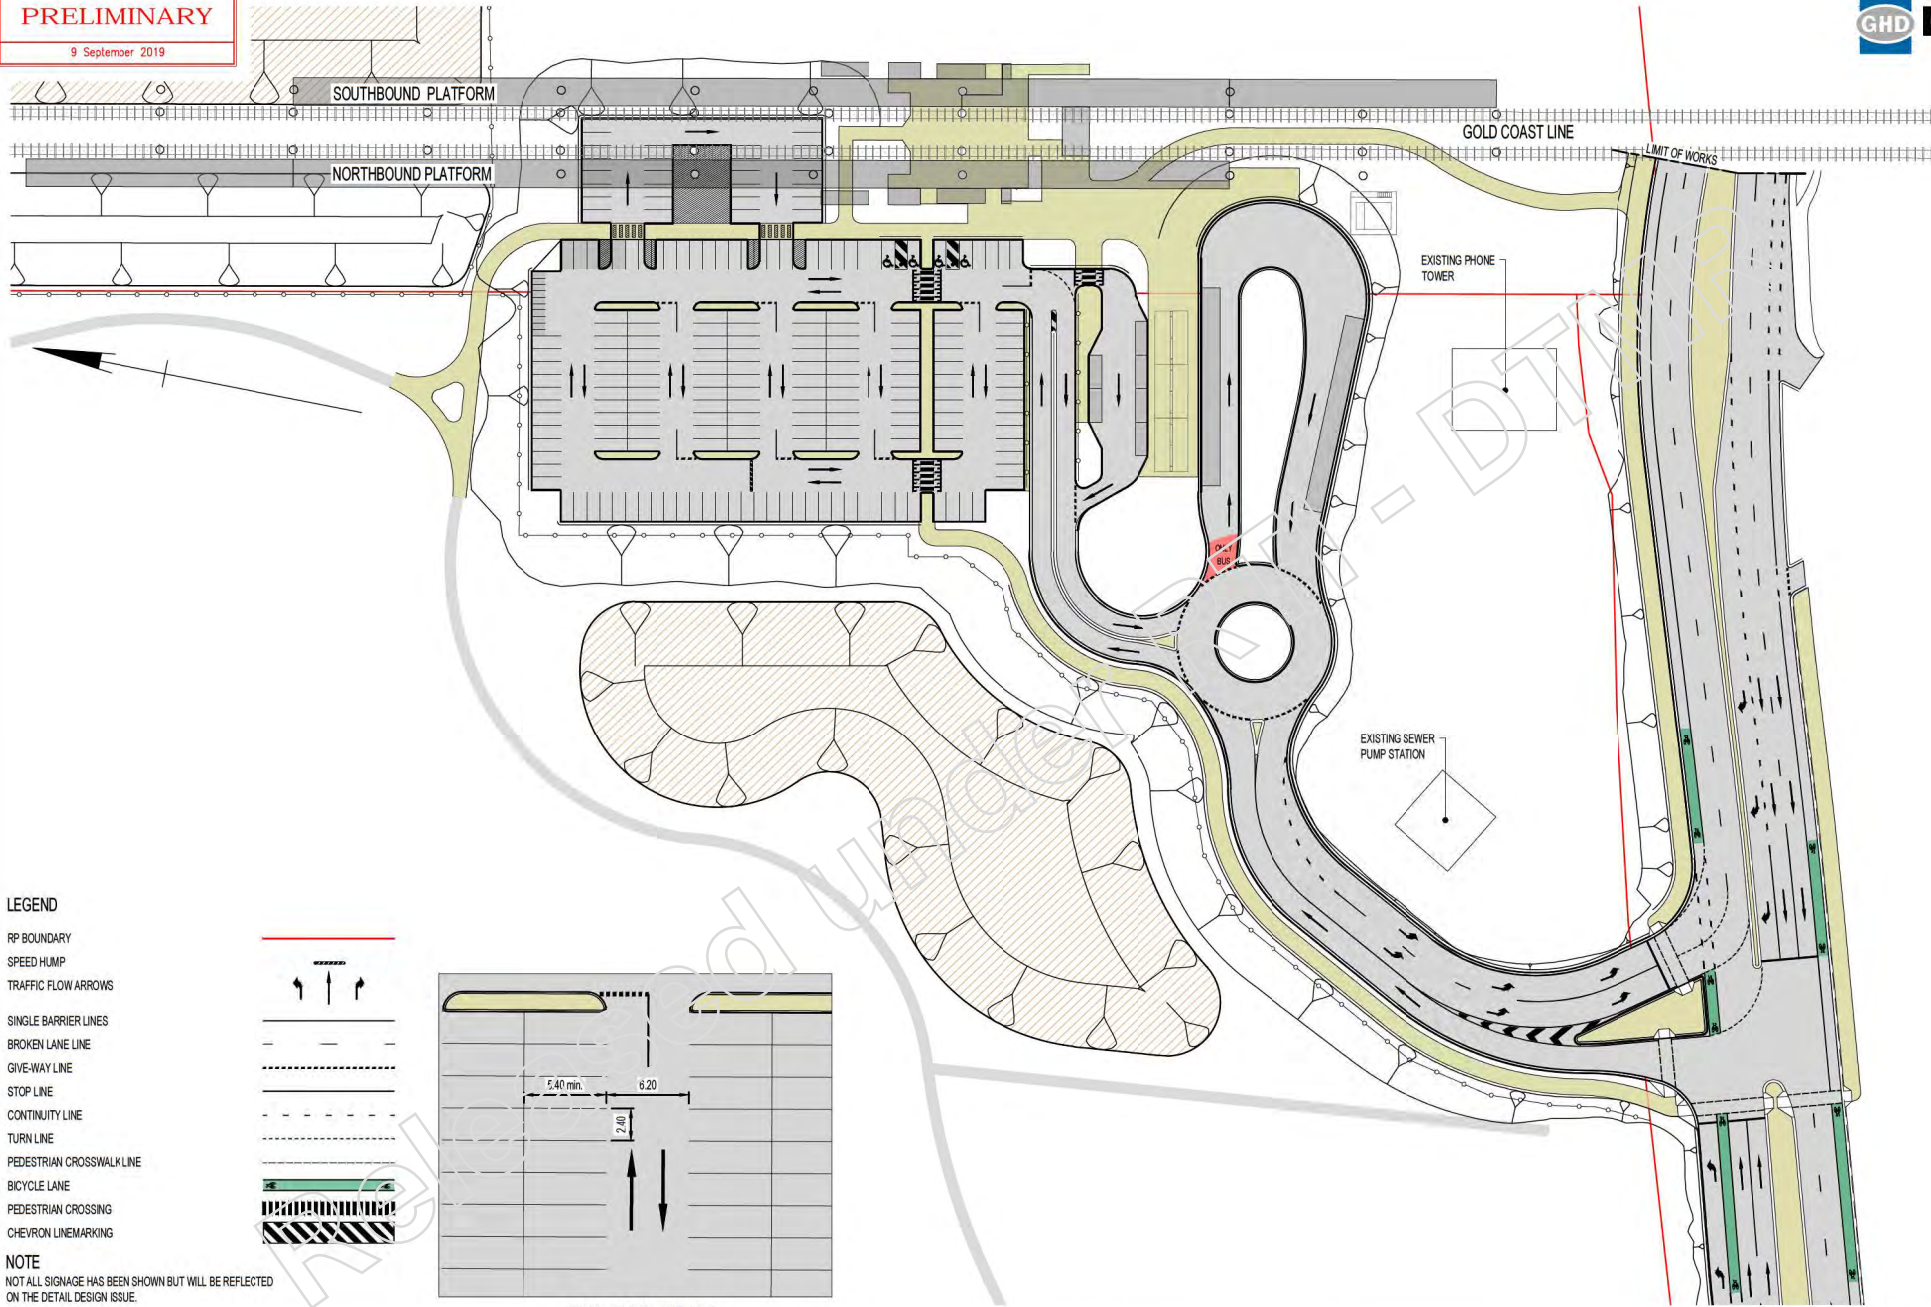 PRELIMINARY
9 September 2019
GHD
SOUTHBOUND PLATFORM
GOLD COAST LINE
LIMIT OF WORKS
NORTHBOUND PLATFORM
EXISTING PHONE
TOWER
ONLY
BUS
EXISTING SEWER
PUMP STATION
Released under RTI - DTMR
LEGEND
RP BOUNDARY
SPEED HUMP
TRAFFIC FLOW ARROWS
SINGLE BARRIER LINES
BROKEN LANE LINE
GIVE-WAY LINE
STOP LINE
CONTINUITY LINE
TURN LINE
PEDESTRIAN CROSSWALK LINE
BICYCLE LANE
PEDESTRIAN CROSSING
CHEVRON LINEMARKING
5.40 min.
6.20
2.40
NOTE
NOT ALL SIGNAGE HAS BEEN SHOWN BUT WILL BE REFLECTED
ON THE DETAIL DESIGN ISSUE.